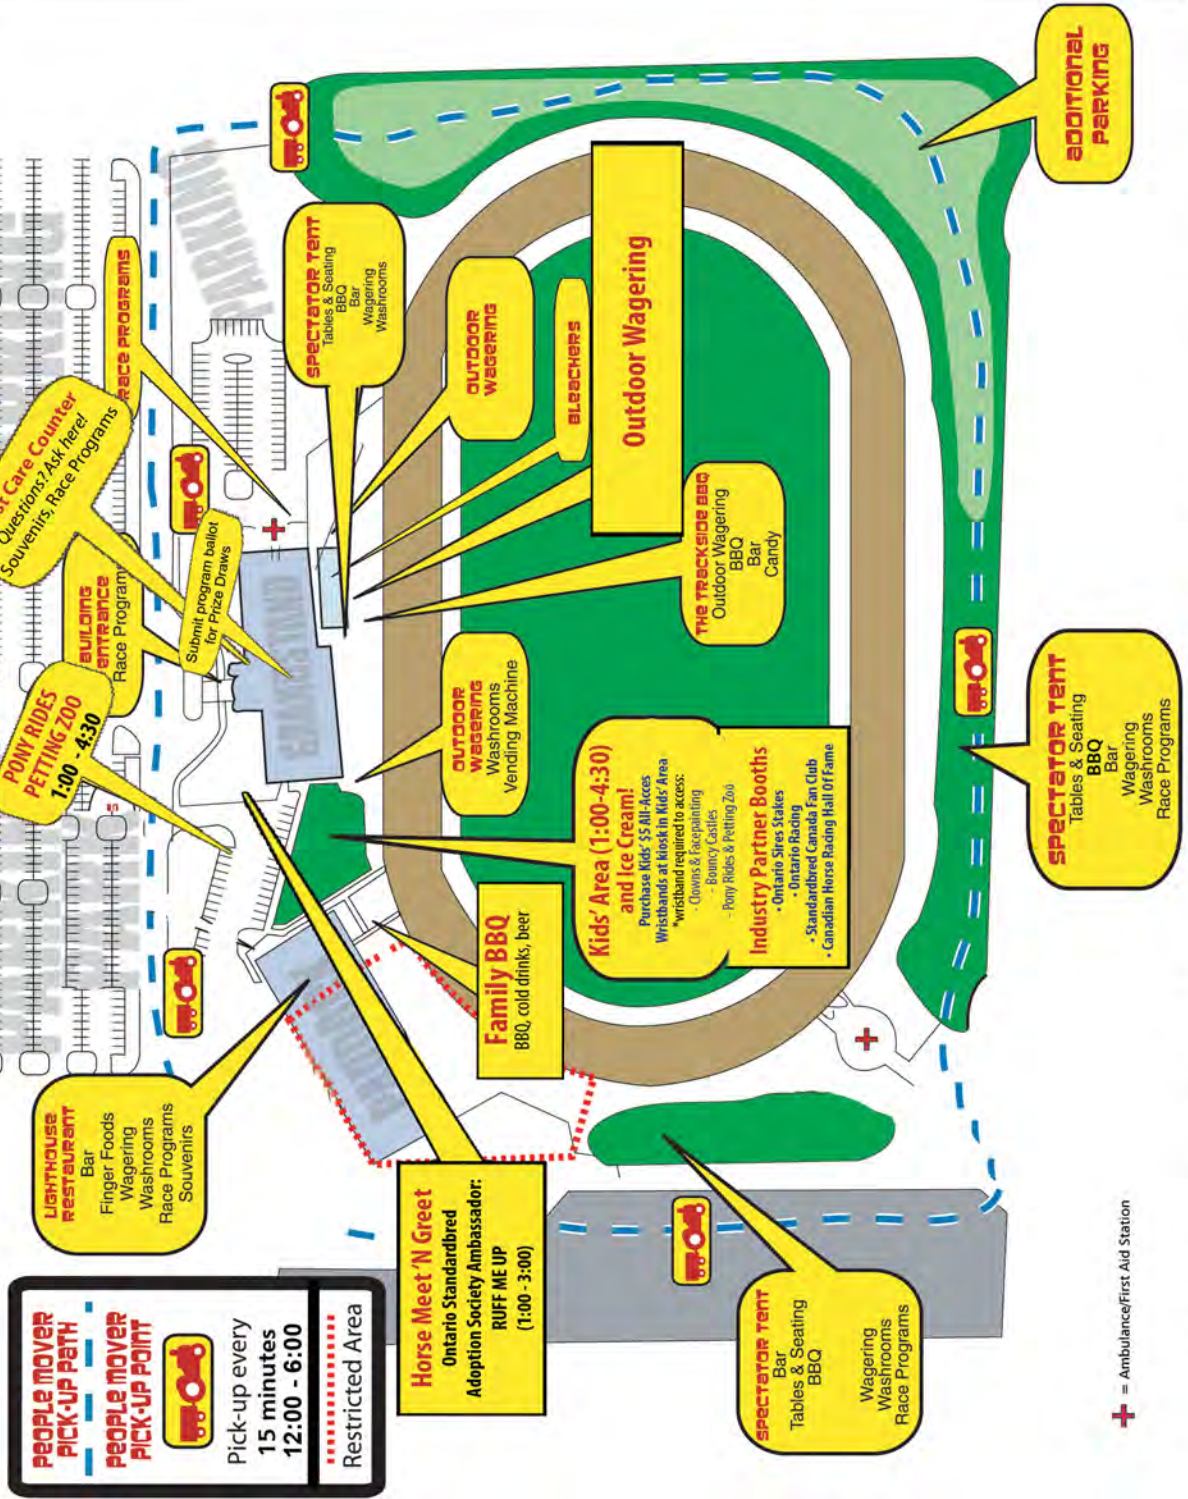 PEOPLE MOVER
PICK-UP PATH
PEOPLE MOVER
PICK-UP POINT
Pick-up every
15 minutes
12:00 - 6:00
Restricted Area
LIGHTHOUSE
RESTAURANT
Bar
Finger Foods
Wagering
Washrooms
Race Programs
Souvenirs
PONY RIDES
PETTING ZOO
1:00 - 4:30
BUILDING
ENTRANCE
Race Program
Care Counter
Questions? Ask here!
Souvenirs, Race Programs
Submit program ballot
for Prize Draws
RACE PROGRAMS
PARKING
GRANDSTAND
SPECTATOR TENT
Tables & Seating
BBQ
Bar
Wagering
Washrooms
OUTDOOR
WAGERING
BLEACHERS
Outdoor Wagering
THE TRACKSIDE BBQ
Outdoor Wagering
BBQ
Bar
Candy
OUTDOOR
WAGERING
Washrooms
Vending Machine
Kids' Area (1:00-4:30)
and Ice Cream!
Purchase Kids' $5 All-Acces
Wristbands at kiosk in Kids' Area
*wristband required to access:
- Clowns & Facepainting
- Bouncy Castles
- Pony Rides & Petting Zoo
Industry Partner Booths
• Ontario Sires Stakes
• Ontario Racing
• Standardbred Canada Fan Club
• Canadian Horse Racing Hall Of Fame
Family BBQ
BBQ, cold drinks, beer
Horse Meet 'N Greet
Ontario Standardbred
Adoption Society Ambassador:
RUFF ME UP
(1:00 - 3:00)
SPECTATOR TENT
Bar
Tables & Seating
BBQ
Wagering
Washrooms
Race Programs
SPECTATOR TENT
Tables & Seating
BBQ
Bar
Wagering
Washrooms
Race Programs
ADDITIONAL
PARKING
= Ambulance/First Aid Station